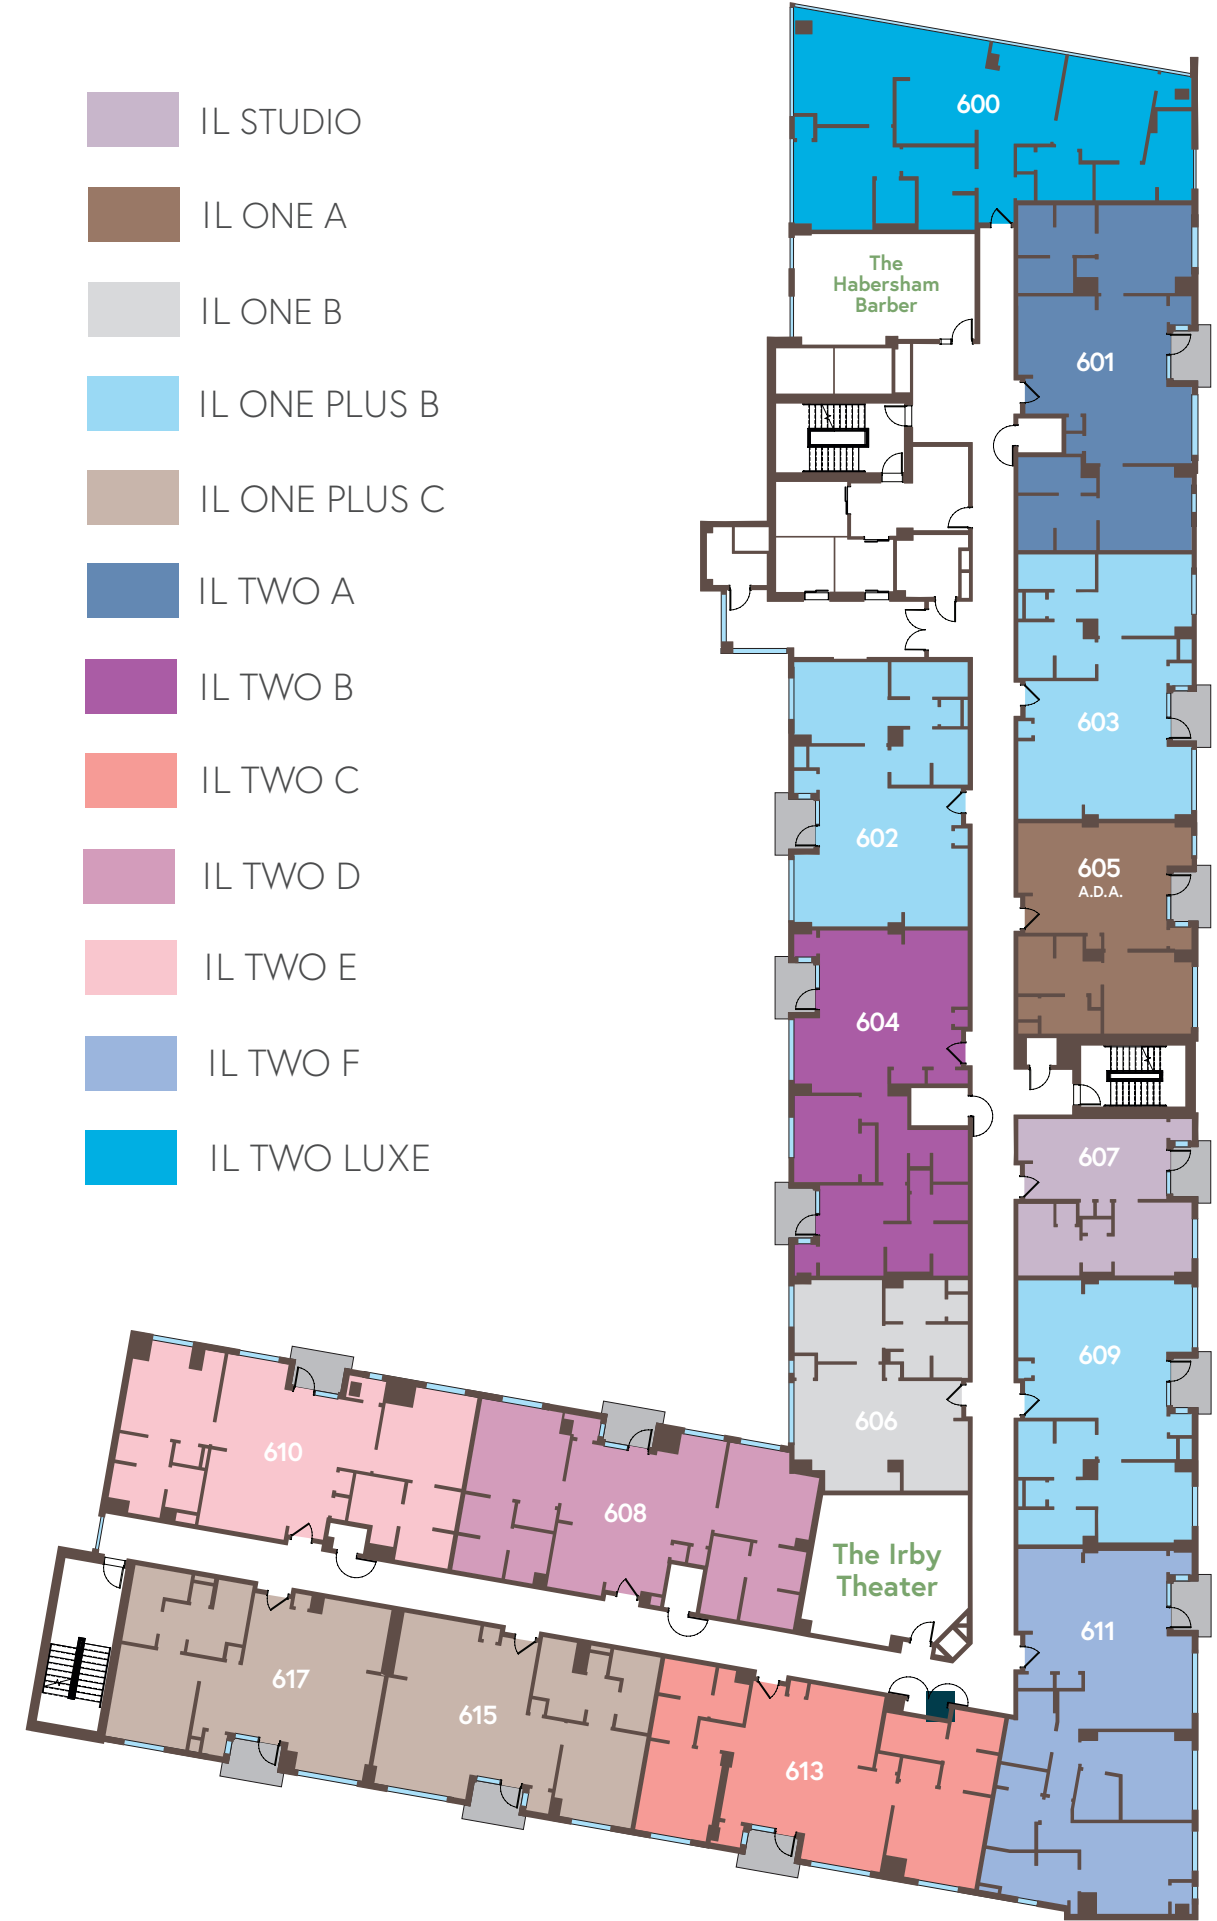 IL STUDIO
IL ONE A
IL ONE B
IL ONE PLUS B
IL ONE PLUS C
IL TWO A
IL TWO B
IL TWO C
IL TWO D
IL TWO E
IL TWO F
IL TWO LUXE
600
The
Habersham
Barber
601
603
602
605
A.D.A.
604
607
609
606
610
608
The Irby
Theater
611
617
615
613